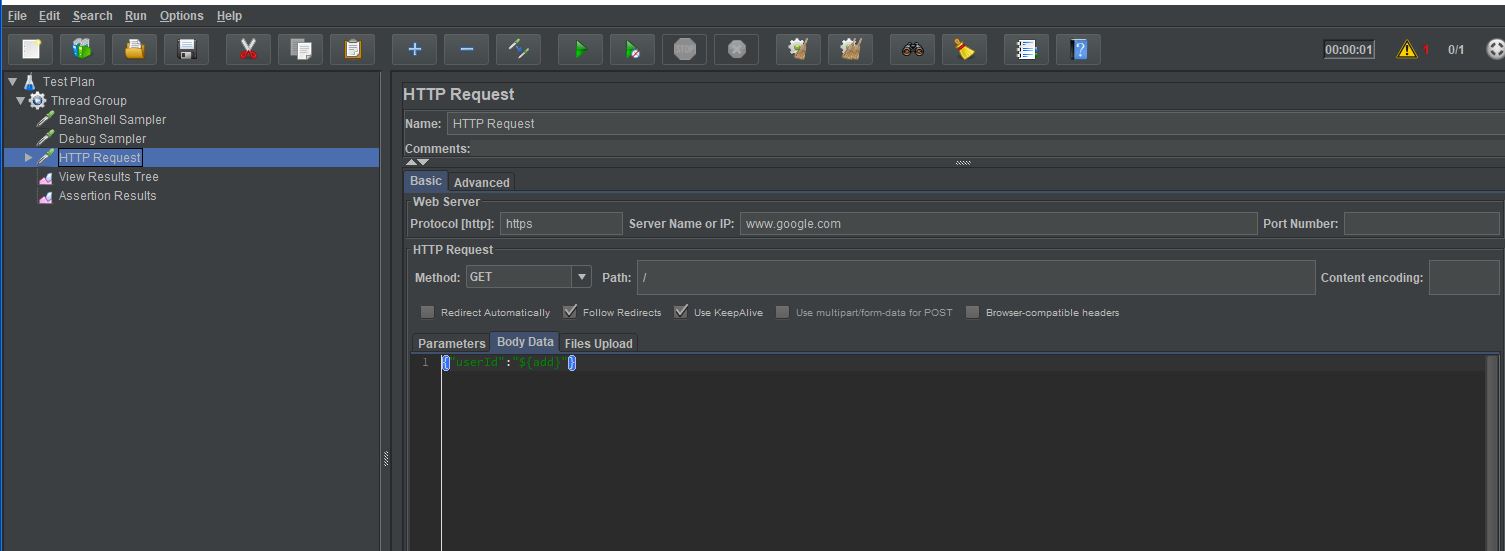 File Edit Search Run Options Help
STOP
00:00:01 1 0/1
Test Plan
Thread Group
BeanShell Sampler
Debug Sampler
HTTP Request
View Results Tree
Assertion Results
HTTP Request
Name: HTTP Request
Comments:
Basic Advanced
Web Server
Protocol [http]: https Server Name or IP: www.google.com Port Number:
HTTP Request
Method: GET Path: / Content encoding:
Redirect Automatically Follow Redirects Use KeepAlive Use multipart/form-data for POST Browser-compatible headers
Parameters Body Data Files Upload
1 {"userId":"${add}"}